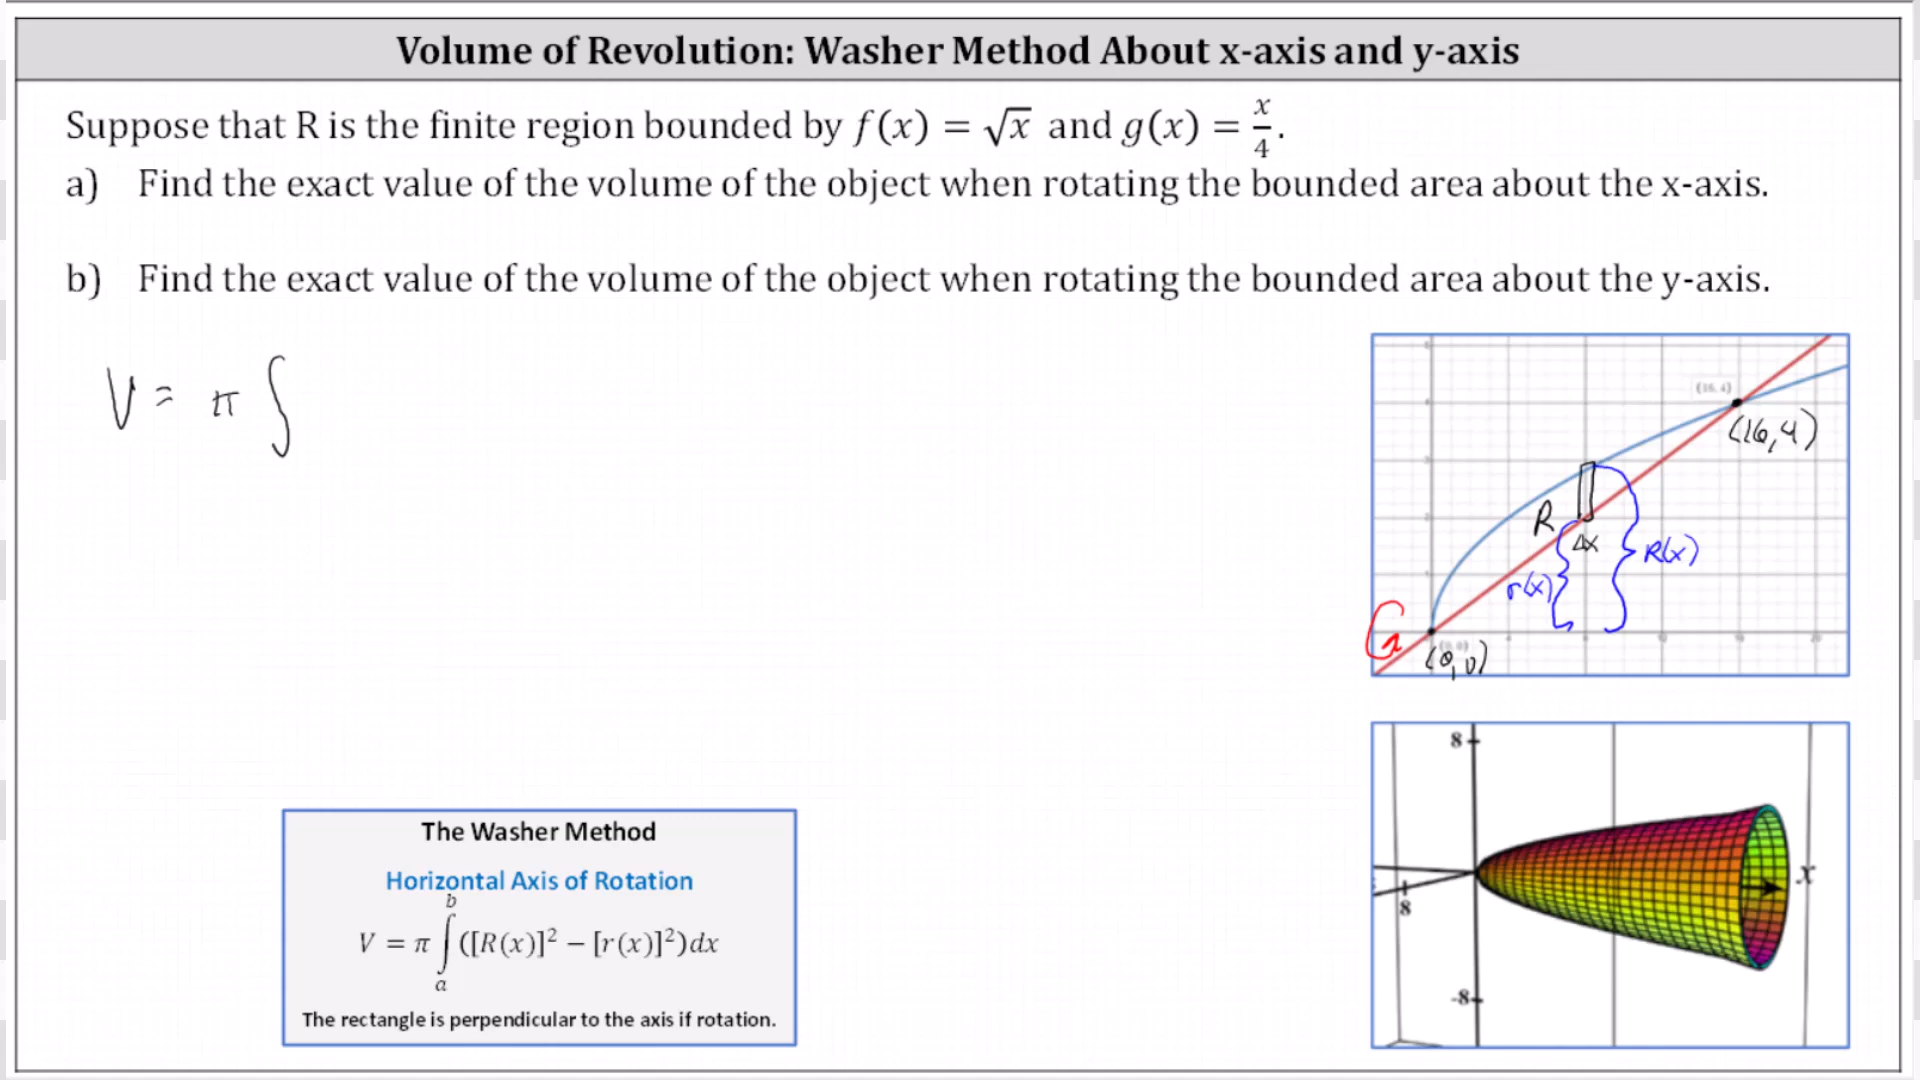 Volume of Revolution: Washer Method About x-axis and y-axis
Suppose that R is the finite region bounded by f(x) = √x and g(x) = x/4.
a) Find the exact value of the volume of the object when rotating the bounded area about the x-axis.
b) Find the exact value of the volume of the object when rotating the bounded area about the y-axis.
V = π ∫
(16, 4)
(16,4)
R
Δx
R(x)
r(x)
(0,0)
8
x
8
-8
The Washer Method
Horizontal Axis of Rotation
V = π ∫_a^b ([R(x)]² − [r(x)]²)dx
The rectangle is perpendicular to the axis if rotation.